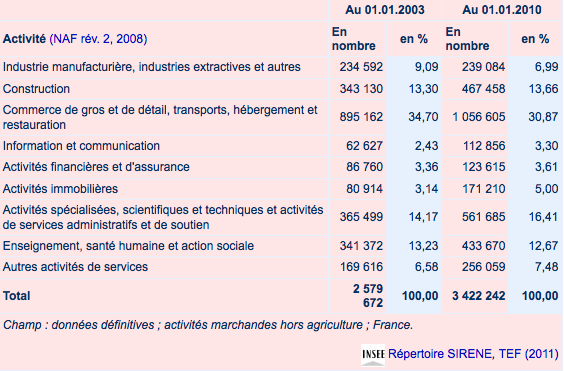 Au 01.01.2003 Au 01.01.2010
Activité (NAF rév. 2, 2008) En nombre en % En nombre en %
Industrie manufacturière, industries extractives et autres 234 592 9,09 239 084 6,99
Construction 343 130 13,30 467 458 13,66
Commerce de gros et de détail, transports, hébergement et
restauration 895 162 34,70 1 056 605 30,87
Information et communication 62 627 2,43 112 856 3,30
Activités financières et d'assurance 86 760 3,36 123 615 3,61
Activités immobilières 80 914 3,14 171 210 5,00
Activités spécialisées, scientifiques et techniques et activités
de services administratifs et de soutien 365 499 14,17 561 685 16,41
Enseignement, santé humaine et action sociale 341 372 13,23 433 670 12,67
Autres activités de services 169 616 6,58 256 059 7,48
Total 2 579 672 100,00 3 422 242 100,00
Champ : données définitives ; activités marchandes hors agriculture ; France.
INSEE Répertoire SIRENE, TEF (2011)